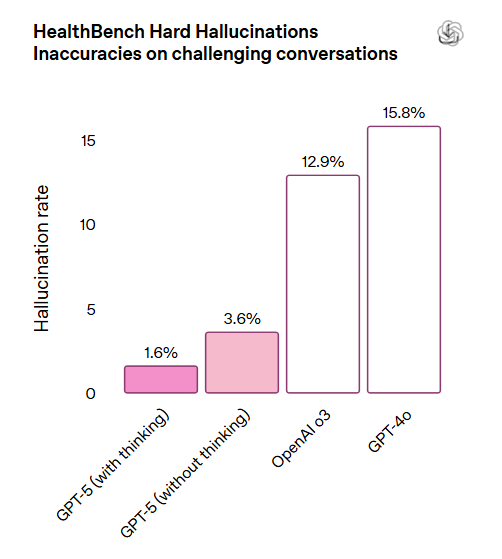 HealthBench Hard Hallucinations
Inaccuracies on challenging conversations
Hallucination rate
15
10
5
0
1.6%
3.6%
12.9%
15.8%
GPT-5 (with thinking)
GPT-5 (without thinking)
OpenAI o3
GPT-4o